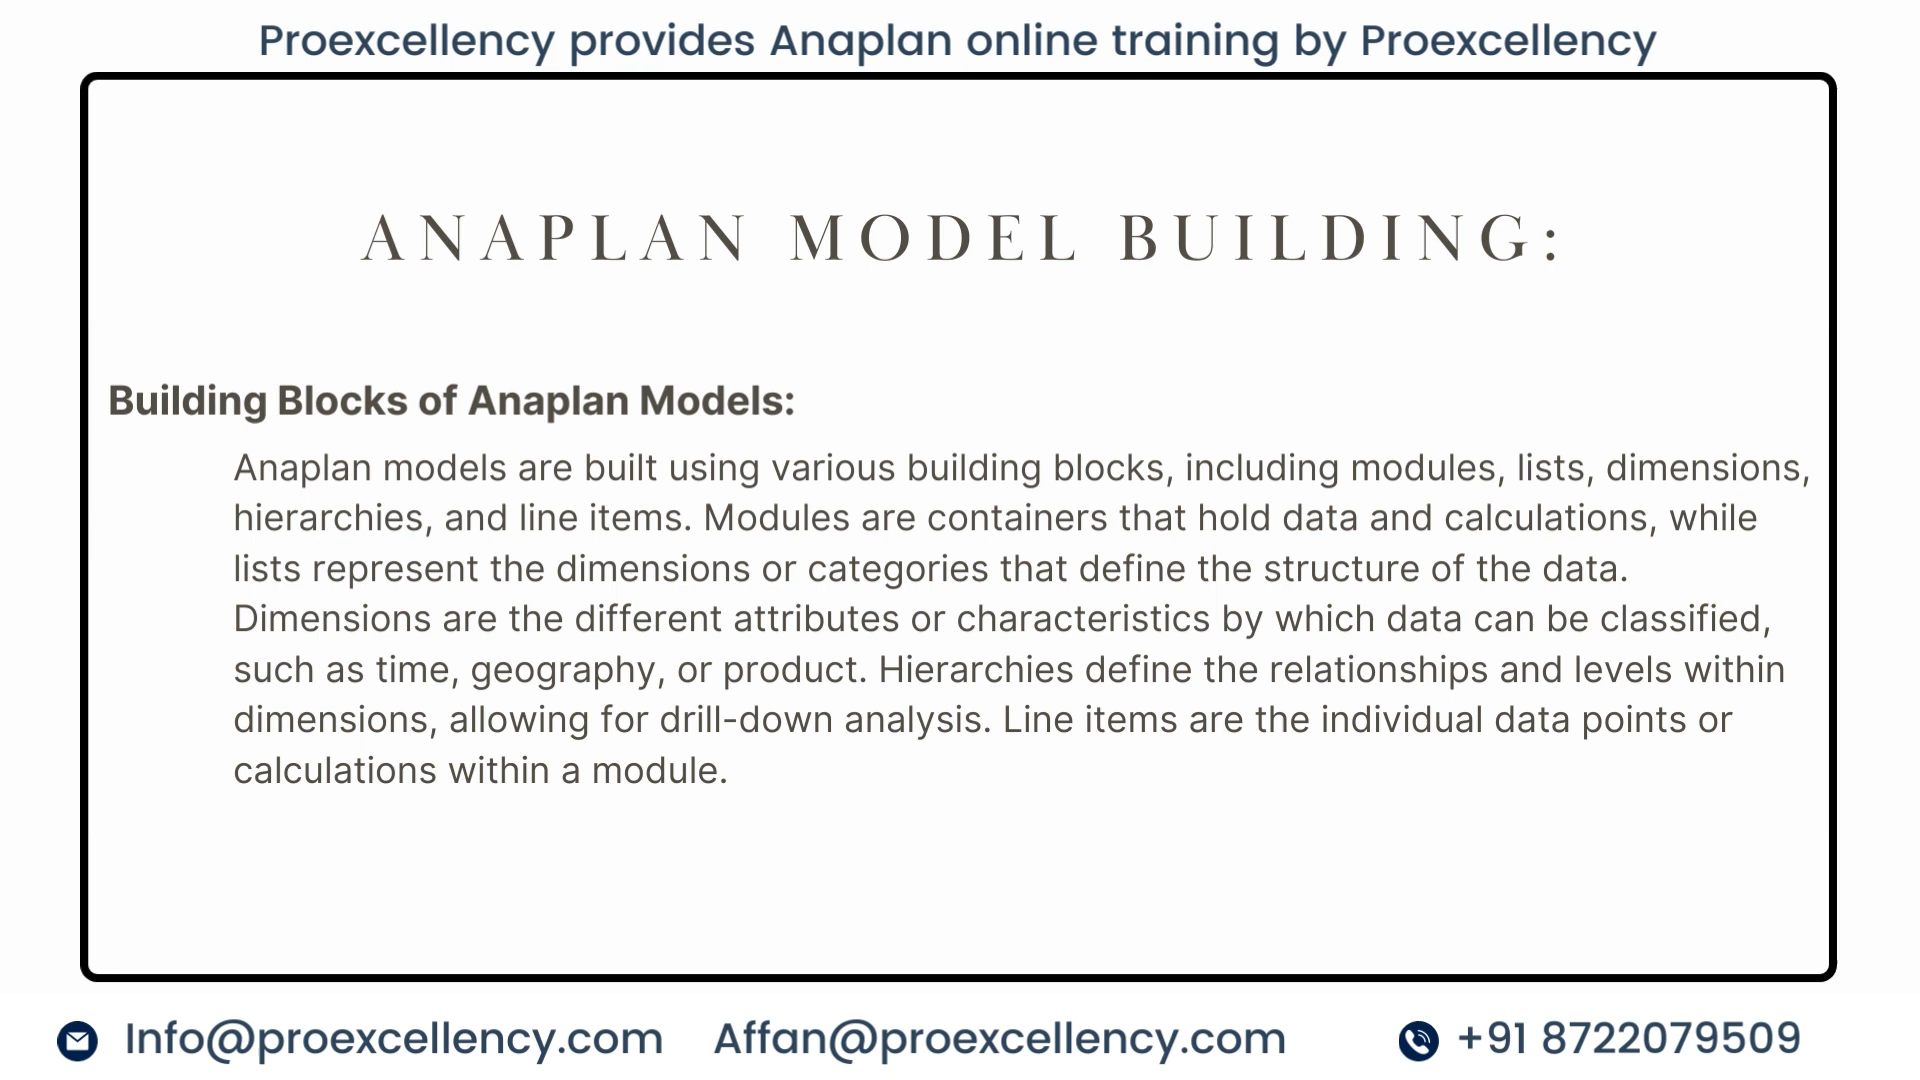 Proexcellency provides Anaplan online training by Proexcellency
ANAPLAN MODEL BUILDING:
Building Blocks of Anaplan Models:
Anaplan models are built using various building blocks, including modules, lists, dimensions,
hierarchies, and line items. Modules are containers that hold data and calculations, while
lists represent the dimensions or categories that define the structure of the data.
Dimensions are the different attributes or characteristics by which data can be classified,
such as time, geography, or product. Hierarchies define the relationships and levels within
dimensions, allowing for drill-down analysis. Line items are the individual data points or
calculations within a module.
Info@proexcellency.com Affan@proexcellency.com +91 8722079509